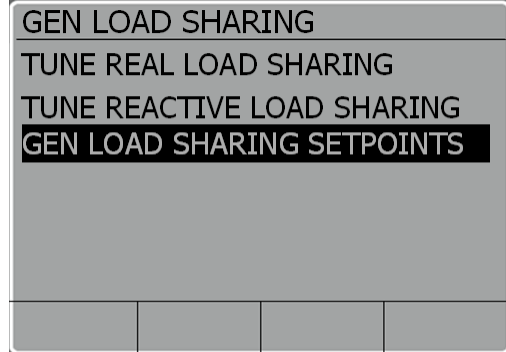 GEN LOAD SHARING
TUNE REAL LOAD SHARING
TUNE REACTIVE LOAD SHARING
GEN LOAD SHARING SETPOINTS